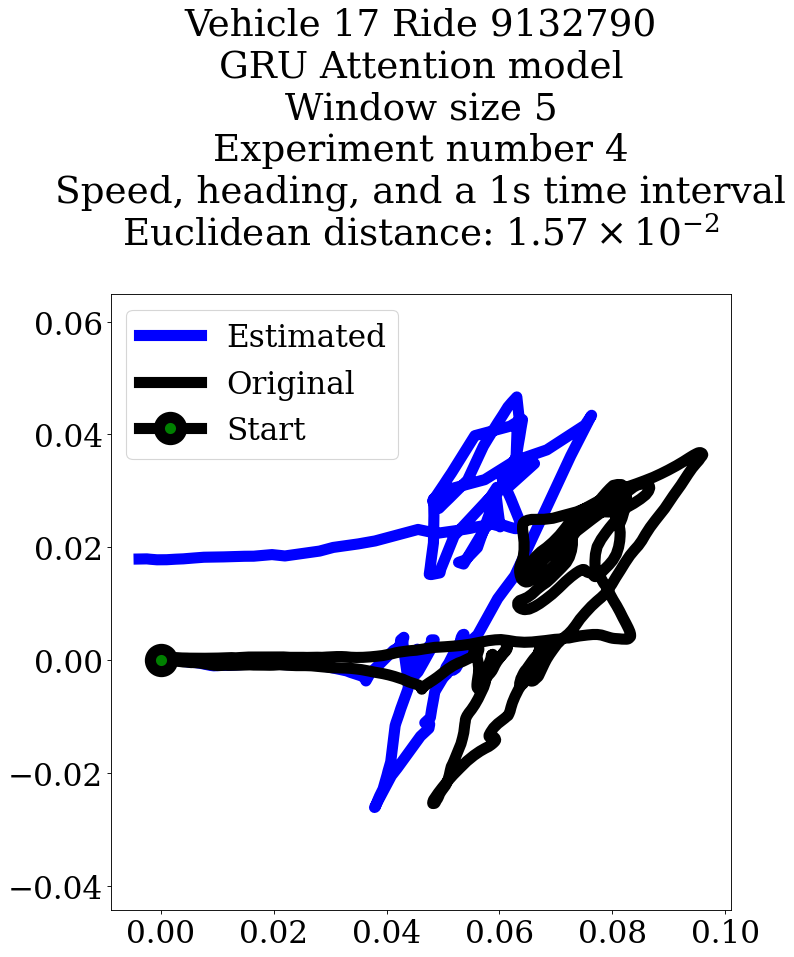 Vehicle 17 Ride 9132790
GRU Attention model
Window size 5
Experiment number 4
Speed, heading, and a 1s time interval
Euclidean distance: 1.57 × 10⁻²
Estimated
Original
Start
0.06
0.04
0.02
0.00
−0.02
−0.04
0.00 0.02 0.04 0.06 0.08 0.10